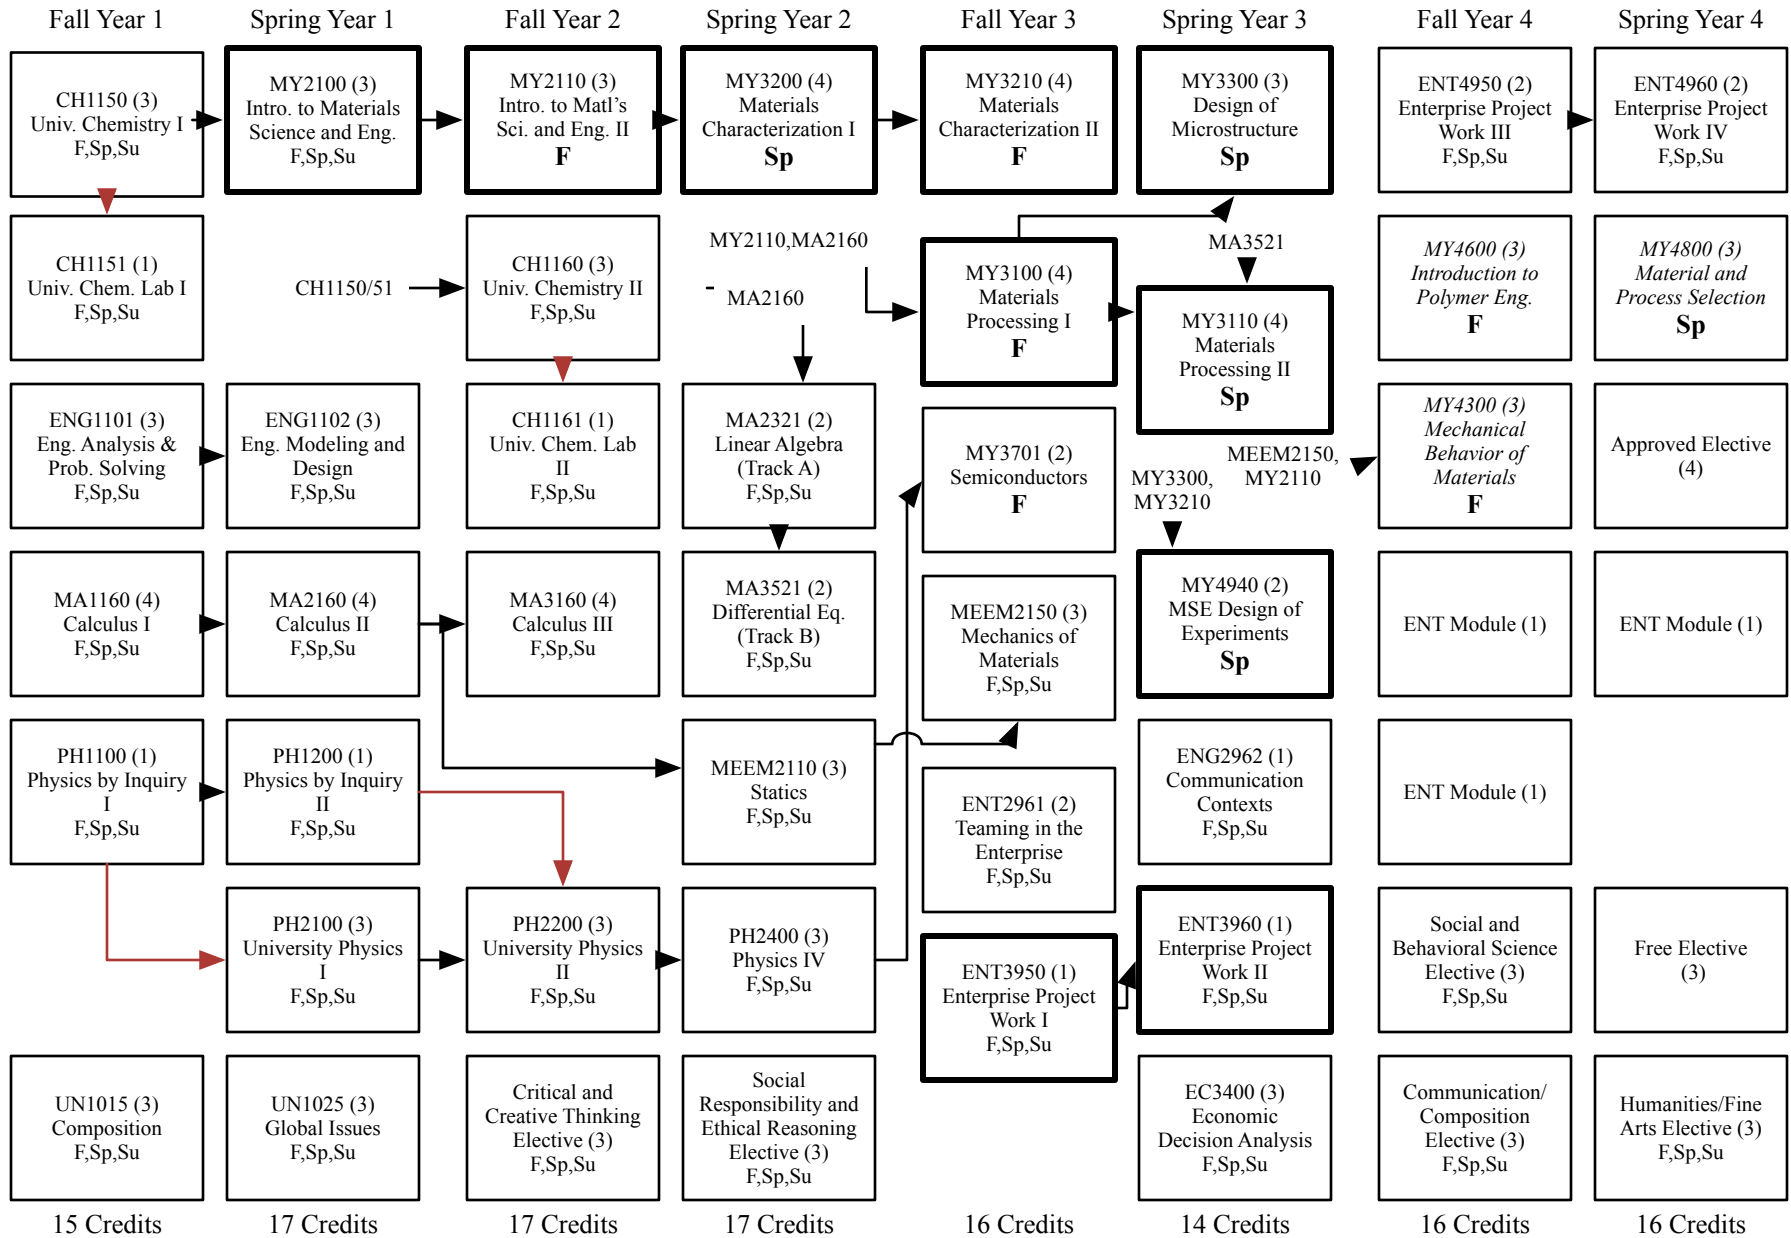 Fall Year 1
Spring Year 1
Fall Year 2
Spring Year 2
Fall Year 3
Spring Year 3
Fall Year 4
Spring Year 4
CH1150 (3)
Univ. Chemistry I
F,Sp,Su
MY2100 (3)
Intro. to Materials
Science and Eng.
F,Sp,Su
MY2110 (3)
Intro. to Matl's
Sci. and Eng. II
F
MY3200 (4)
Materials
Characterization I
Sp
MY3210 (4)
Materials
Characterization II
F
MY3300 (3)
Design of
Microstructure
Sp
ENT4950 (2)
Enterprise Project
Work III
F,Sp,Su
ENT4960 (2)
Enterprise Project
Work IV
F,Sp,Su
CH1151 (1)
Univ. Chem. Lab I
F,Sp,Su
CH1150/51
CH1160 (3)
Univ. Chemistry II
F,Sp,Su
MY2110,MA2160
MA2160
MY3100 (4)
Materials
Processing I
F
MA3521
MY3110 (4)
Materials
Processing II
Sp
MY4600 (3)
Introduction to
Polymer Eng.
F
MY4800 (3)
Material and
Process Selection
Sp
ENG1101 (3)
Eng. Analysis &
Prob. Solving
F,Sp,Su
ENG1102 (3)
Eng. Modeling and
Design
F,Sp,Su
CH1161 (1)
Univ. Chem. Lab
II
F,Sp,Su
MA2321 (2)
Linear Algebra
(Track A)
F,Sp,Su
MY3701 (2)
Semiconductors
F
MY3300,
MY3210
MEEM2150,
MY2110
MY4300 (3)
Mechanical
Behavior of
Materials
F
Approved Elective
(4)
MA1160 (4)
Calculus I
F,Sp,Su
MA2160 (4)
Calculus II
F,Sp,Su
MA3160 (4)
Calculus III
F,Sp,Su
MA3521 (2)
Differential Eq.
(Track B)
F,Sp,Su
MEEM2150 (3)
Mechanics of
Materials
F,Sp,Su
MY4940 (2)
MSE Design of
Experiments
Sp
ENT Module (1)
ENT Module (1)
PH1100 (1)
Physics by Inquiry
I
F,Sp,Su
PH1200 (1)
Physics by Inquiry
II
F,Sp,Su
MEEM2110 (3)
Statics
F,Sp,Su
ENT2961 (2)
Teaming in the
Enterprise
F,Sp,Su
ENG2962 (1)
Communication
Contexts
F,Sp,Su
ENT Module (1)
PH2100 (3)
University Physics
I
F,Sp,Su
PH2200 (3)
University Physics
II
F,Sp,Su
PH2400 (3)
Physics IV
F,Sp,Su
ENT3950 (1)
Enterprise Project
Work I
F,Sp,Su
ENT3960 (1)
Enterprise Project
Work II
F,Sp,Su
Social and
Behavioral Science
Elective (3)
F,Sp,Su
Free Elective
(3)
UN1015 (3)
Composition
F,Sp,Su
UN1025 (3)
Global Issues
F,Sp,Su
Critical and
Creative Thinking
Elective (3)
F,Sp,Su
Social
Responsibility and
Ethical Reasoning
Elective (3)
F,Sp,Su
EC3400 (3)
Economic
Decision Analysis
F,Sp,Su
Communication/
Composition
Elective (3)
F,Sp,Su
Humanities/Fine
Arts Elective (3)
F,Sp,Su
15 Credits
17 Credits
17 Credits
17 Credits
16 Credits
14 Credits
16 Credits
16 Credits